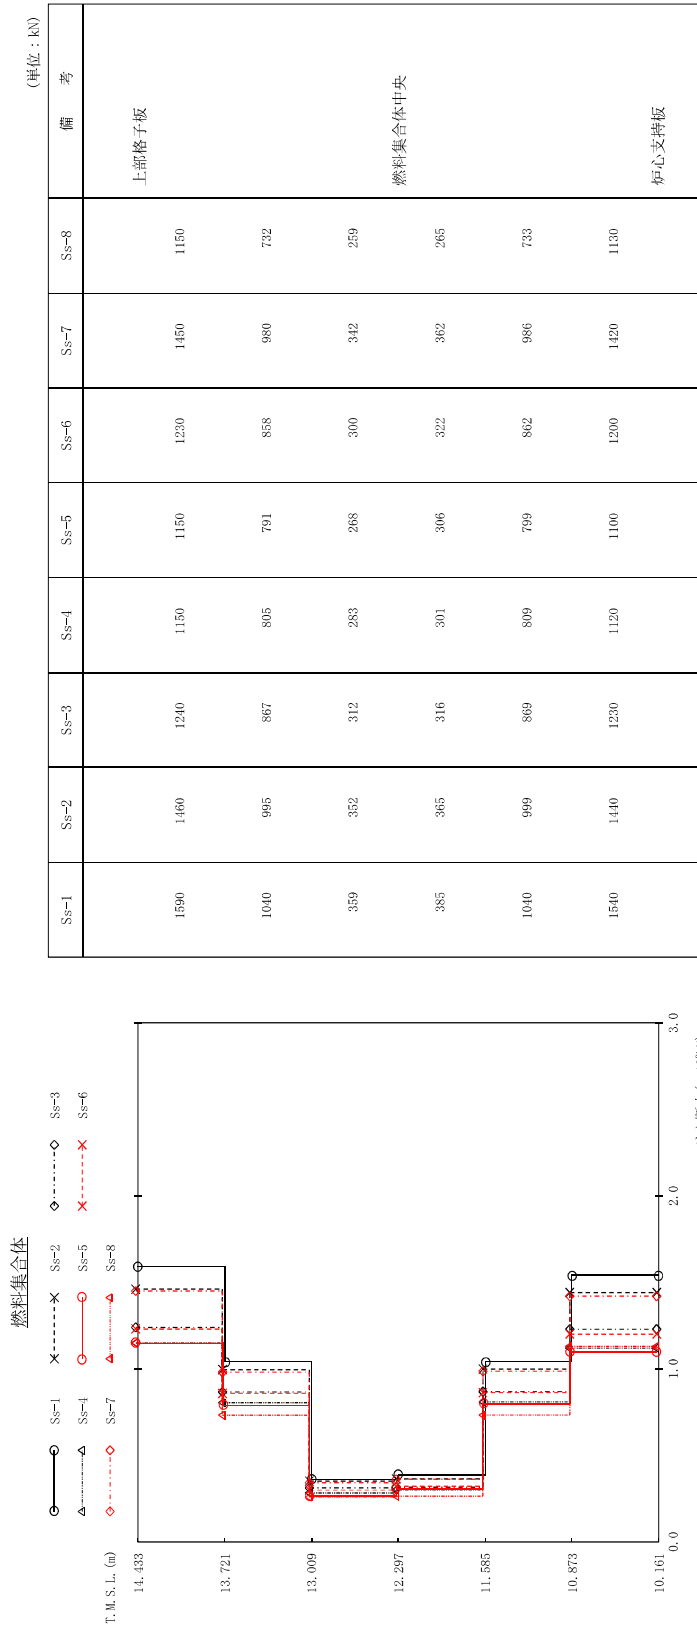 燃料集合体
Ss-1 Ss-2 Ss-3
Ss-4 Ss-5 Ss-6
Ss-7 Ss-8
T.M.S.L.(m)
14.433
13.721
13.009
12.297
11.585
10.873
10.161
0.0 1.0 2.0 3.0
(単位:kN)
Ss-1 Ss-2 Ss-3 Ss-4 Ss-5 Ss-6 Ss-7 Ss-8 備 考
上部格子板
1590 1460 1240 1150 1150 1230 1450 1150
1040 995 867 805 791 858 980 732
359 352 312 283 268 300 342 259
燃料集合体中央
385 365 316 301 306 322 362 265
1040 999 869 809 799 862 986 733
1540 1440 1230 1120 1100 1200 1420 1130
炉心支持板